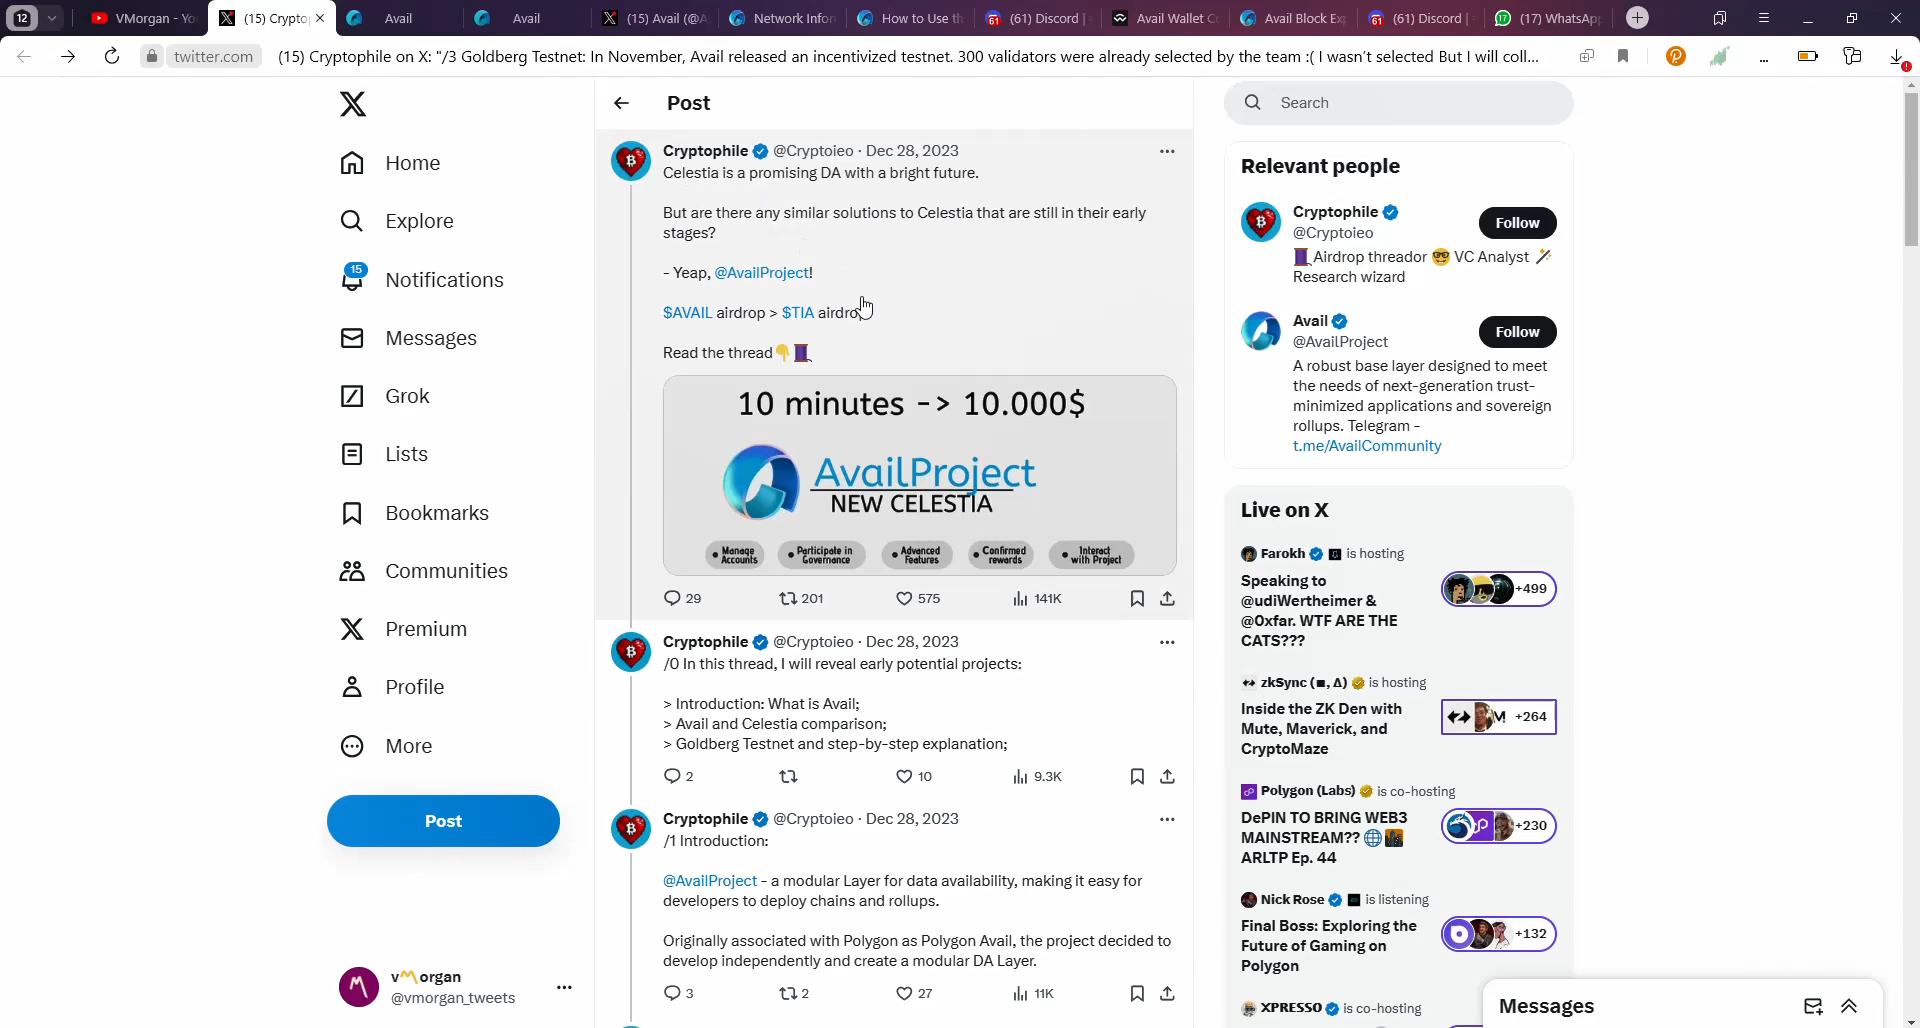 12
VMorgan - Yo
(15) Crypto
Avail
Avail
(15) Avail (@A
Network Infor
How to Use th
(61) Discord |
Avail Wallet Co
Avail Block Exp
(61) Discord |
(17) WhatsApp
twitter.com
(15) Cryptophile on X: "/3 Goldberg Testnet: In November, Avail released an incentivized testnet. 300 validators were already selected by the team :( I wasn't selected But I will coll...
Home
Explore
15
Notifications
Messages
Grok
Lists
Bookmarks
Communities
Premium
Profile
More
Post
vMorgan
@vmorgan_tweets
Post
Cryptophile @Cryptoieo · Dec 28, 2023
Celestia is a promising DA with a bright future.
But are there any similar solutions to Celestia that are still in their early
stages?
- Yeap, @AvailProject!
$AVAIL airdrop > $TIA airdrop
Read the thread👇🧵
10 minutes -> 10.000$
AvailProject
NEW CELESTIA
• Manage Accounts
• Participate in Governance
• Advanced Features
• Confirmed rewards
• Interact with Project
29 201 575 141K
Cryptophile @Cryptoieo · Dec 28, 2023
/0 In this thread, I will reveal early potential projects:
> Introduction: What is Avail;
> Avail and Celestia comparison;
> Goldberg Testnet and step-by-step explanation;
2 10 9.3K
Cryptophile @Cryptoieo · Dec 28, 2023
/1 Introduction:
@AvailProject - a modular Layer for data availability, making it easy for
developers to deploy chains and rollups.
Originally associated with Polygon as Polygon Avail, the project decided to
develop independently and create a modular DA Layer.
3 2 27 11K
Search
Relevant people
Cryptophile
@Cryptoieo
Follow
🧵Airdrop threador 🤓 VC Analyst 🪄
Research wizard
Avail
@AvailProject
Follow
A robust base layer designed to meet
the needs of next-generation trust-
minimized applications and sovereign
rollups. Telegram -
t.me/AvailCommunity
Live on X
Farokh is hosting
Speaking to
@udiWertheimer &
@0xfar. WTF ARE THE
CATS???
+499
zkSync (∎, ∆) is hosting
Inside the ZK Den with
Mute, Maverick, and
CryptoMaze
+264
Polygon (Labs) is co-hosting
DePIN TO BRING WEB3
MAINSTREAM?? 🌐🌃
ARLTP Ep. 44
+230
Nick Rose is listening
Final Boss: Exploring the
Future of Gaming on
Polygon
+132
XPRESSO is co-hosting
Messages